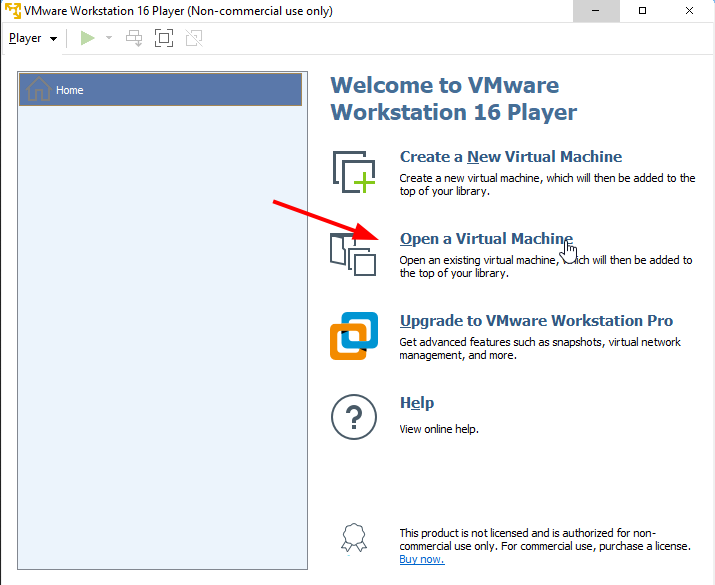 VMware Workstation 16 Player (Non-commercial use only)
Player
Home
Welcome to VMware
Workstation 16 Player
Create a New Virtual Machine
Create a new virtual machine, which will then be added to the
top of your library.
Open a Virtual Machine
Open an existing virtual machine, which will then be added to
the top of your library.
Upgrade to VMware Workstation Pro
Get advanced features such as snapshots, virtual network
management, and more.
?
Help
View online help.
This product is not licensed and is authorized for non-
commercial use only. For commercial use, purchase a license.
Buy now.